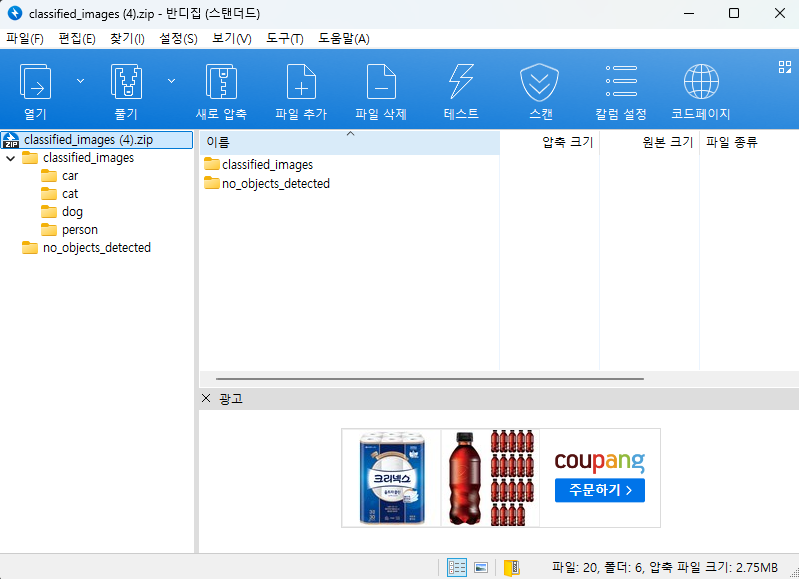 classified_images (4).zip - 반디집 (스탠더드)
파일(F) 편집(E) 찾기(I) 설정(S) 보기(V) 도구(T) 도움말(A)
열기 풀기 새로 압축 파일 추가 파일 삭제 테스트 스캔 칼럼 설정 코드페이지
classified_images (4).zip
classified_images
car
cat
dog
person
no_objects_detected
이름 압축 크기 원본 크기 파일 종류
classified_images
no_objects_detected
광고
크리넥스
coupang
주문하기 >
파일: 20, 폴더: 6, 압축 파일 크기: 2.75MB